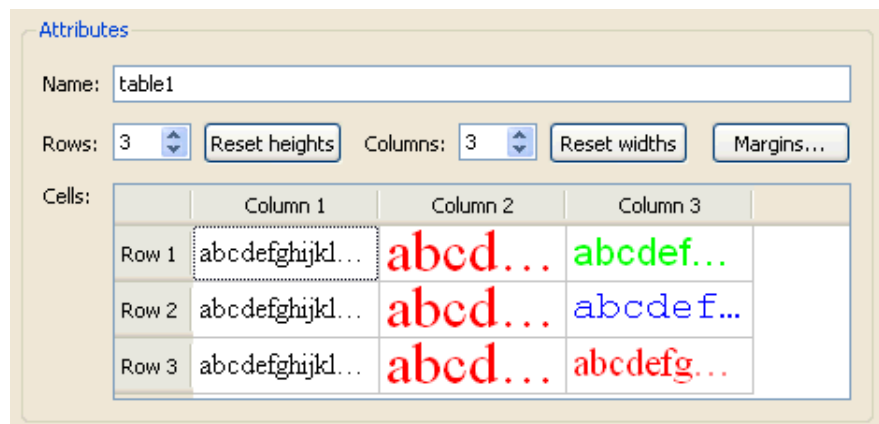 Attributes
Name: table1
Rows: 3 Reset heights Columns: 3 Reset widths Margins...
Cells: Column 1 Column 2 Column 3
Row 1 abcdefghijkl... abcd... abcdef...
Row 2 abcdefghijkl... abcd... abcdef...
Row 3 abcdefghijkl... abcd... abcdefg...